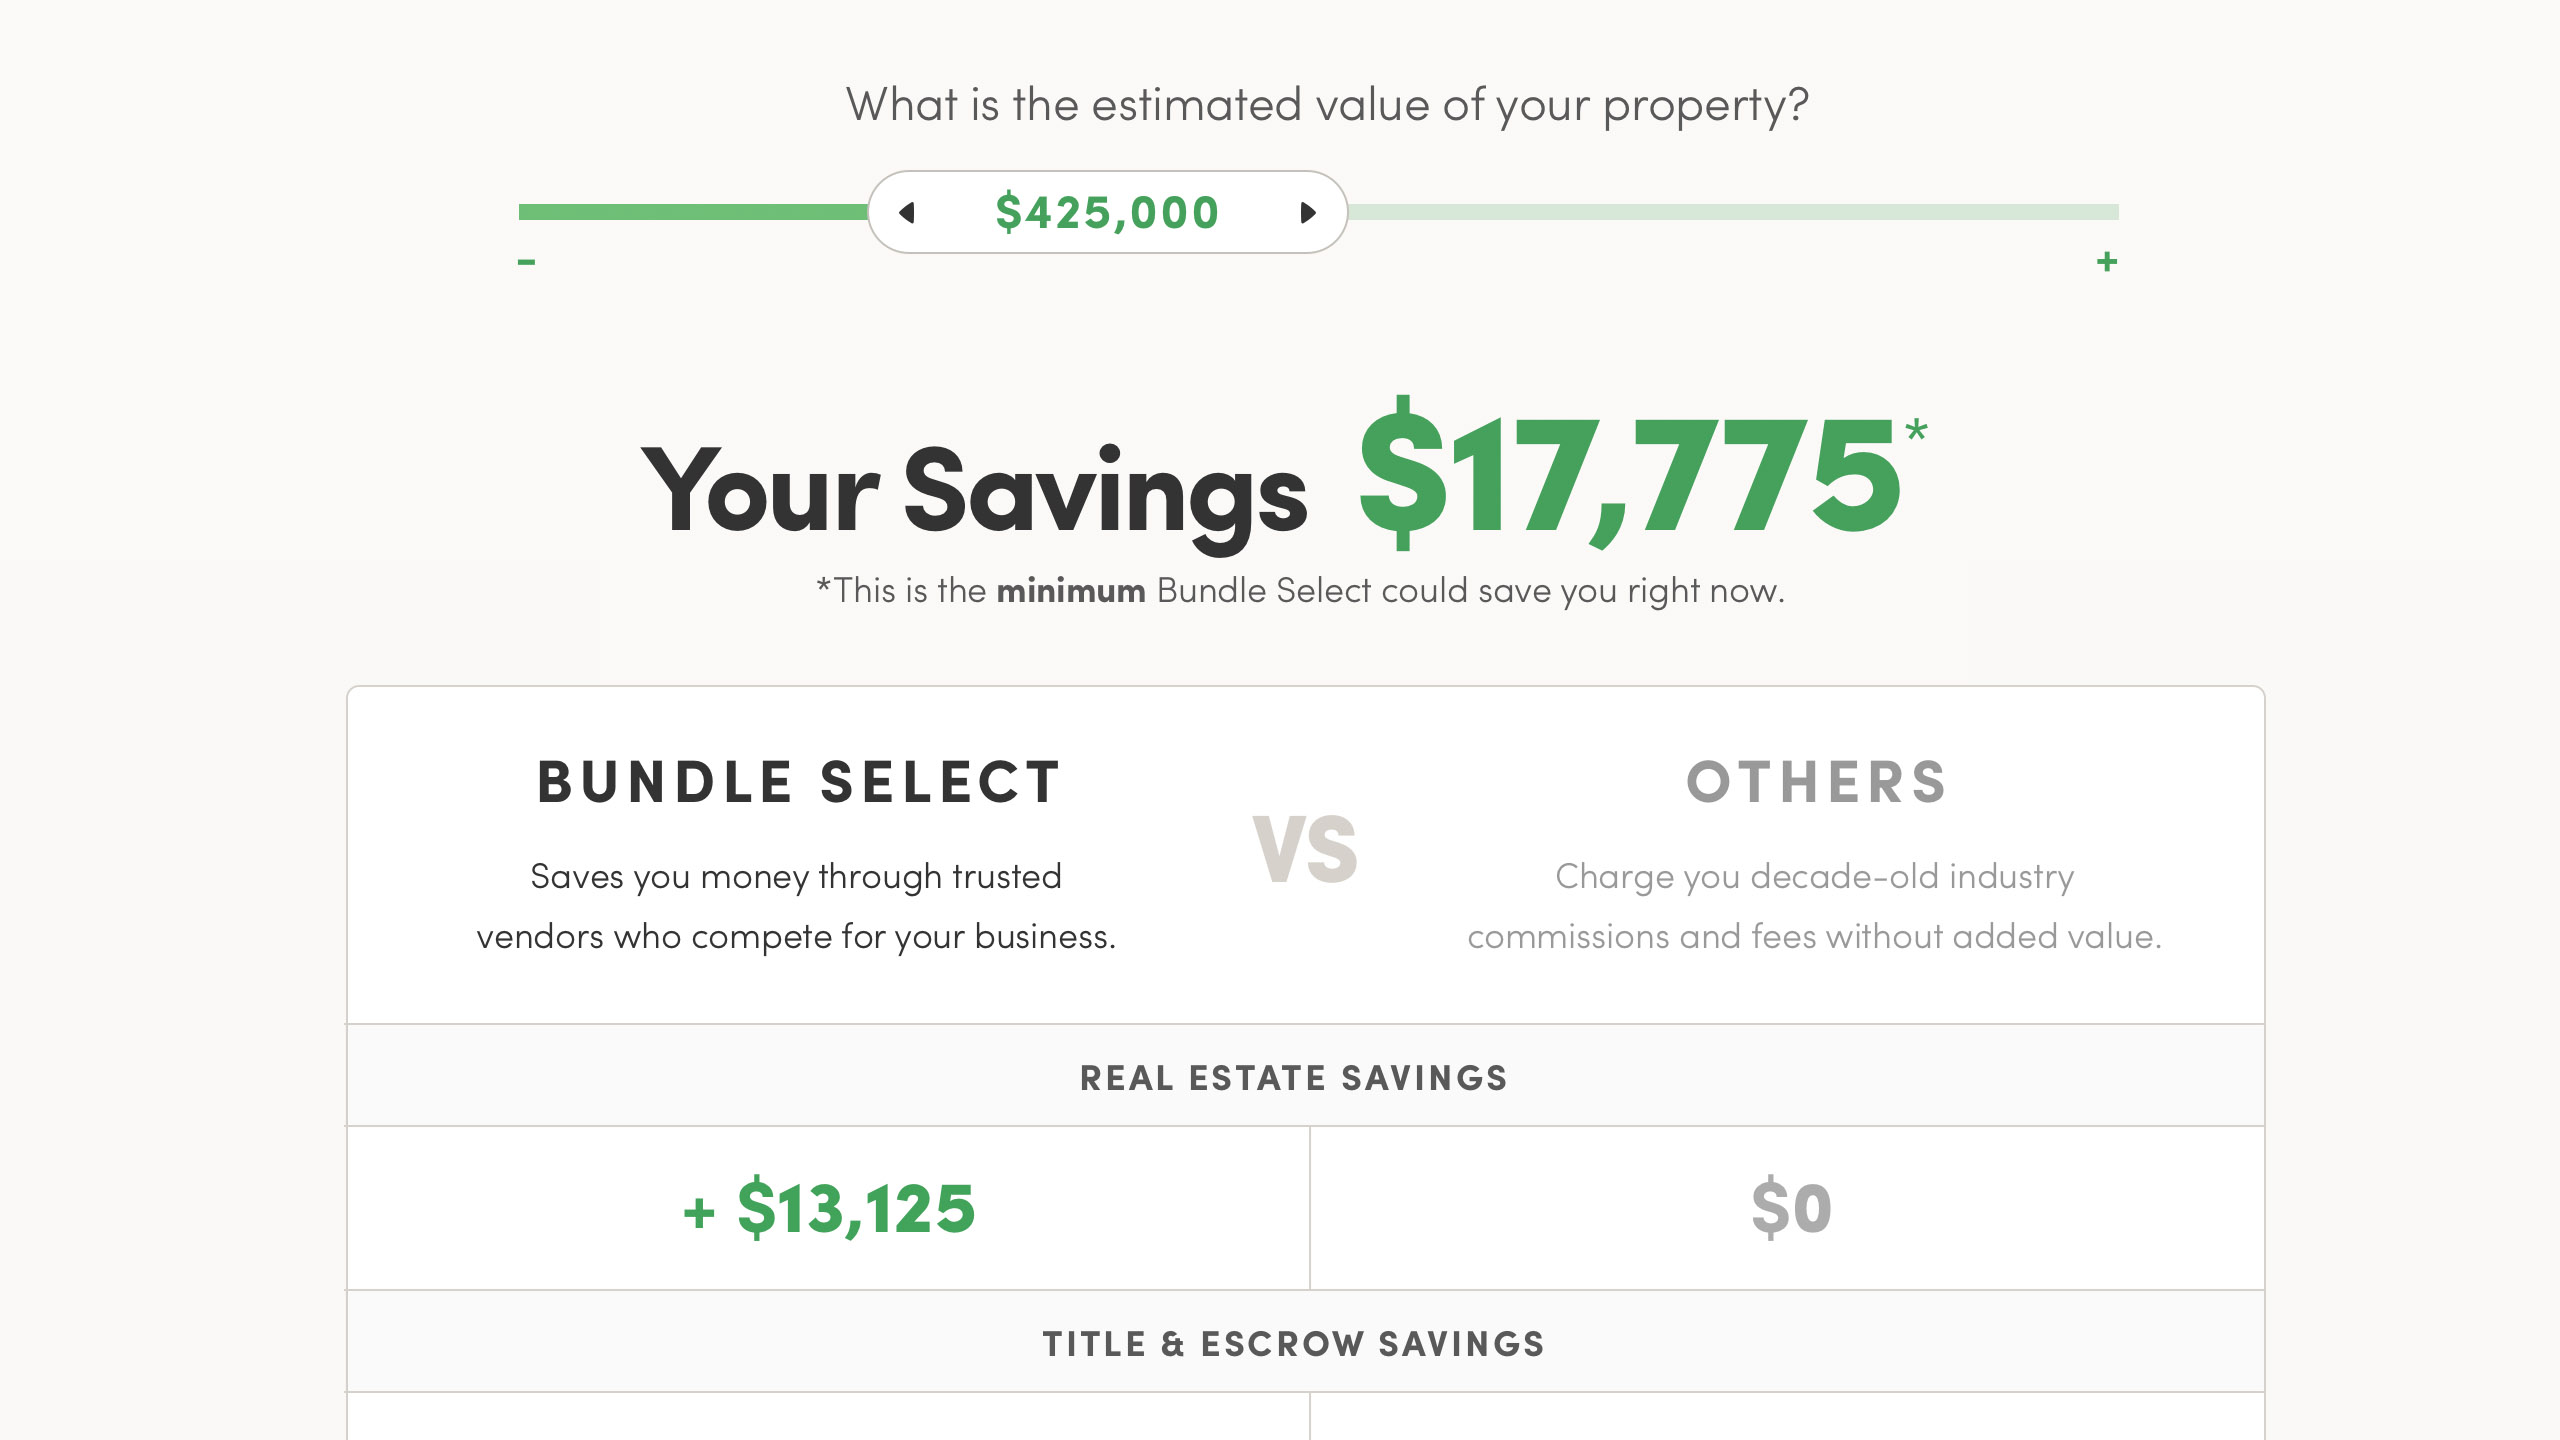 What is the estimated value of your property?
$425,000
- +
Your Savings $17,775*
*This is the minimum Bundle Select could save you right now.
BUNDLE SELECT
Saves you money through trusted
vendors who compete for your business.
VS
OTHERS
Charge you decade-old industry
commissions and fees without added value.
REAL ESTATE SAVINGS
+ $13,125
$0
TITLE & ESCROW SAVINGS